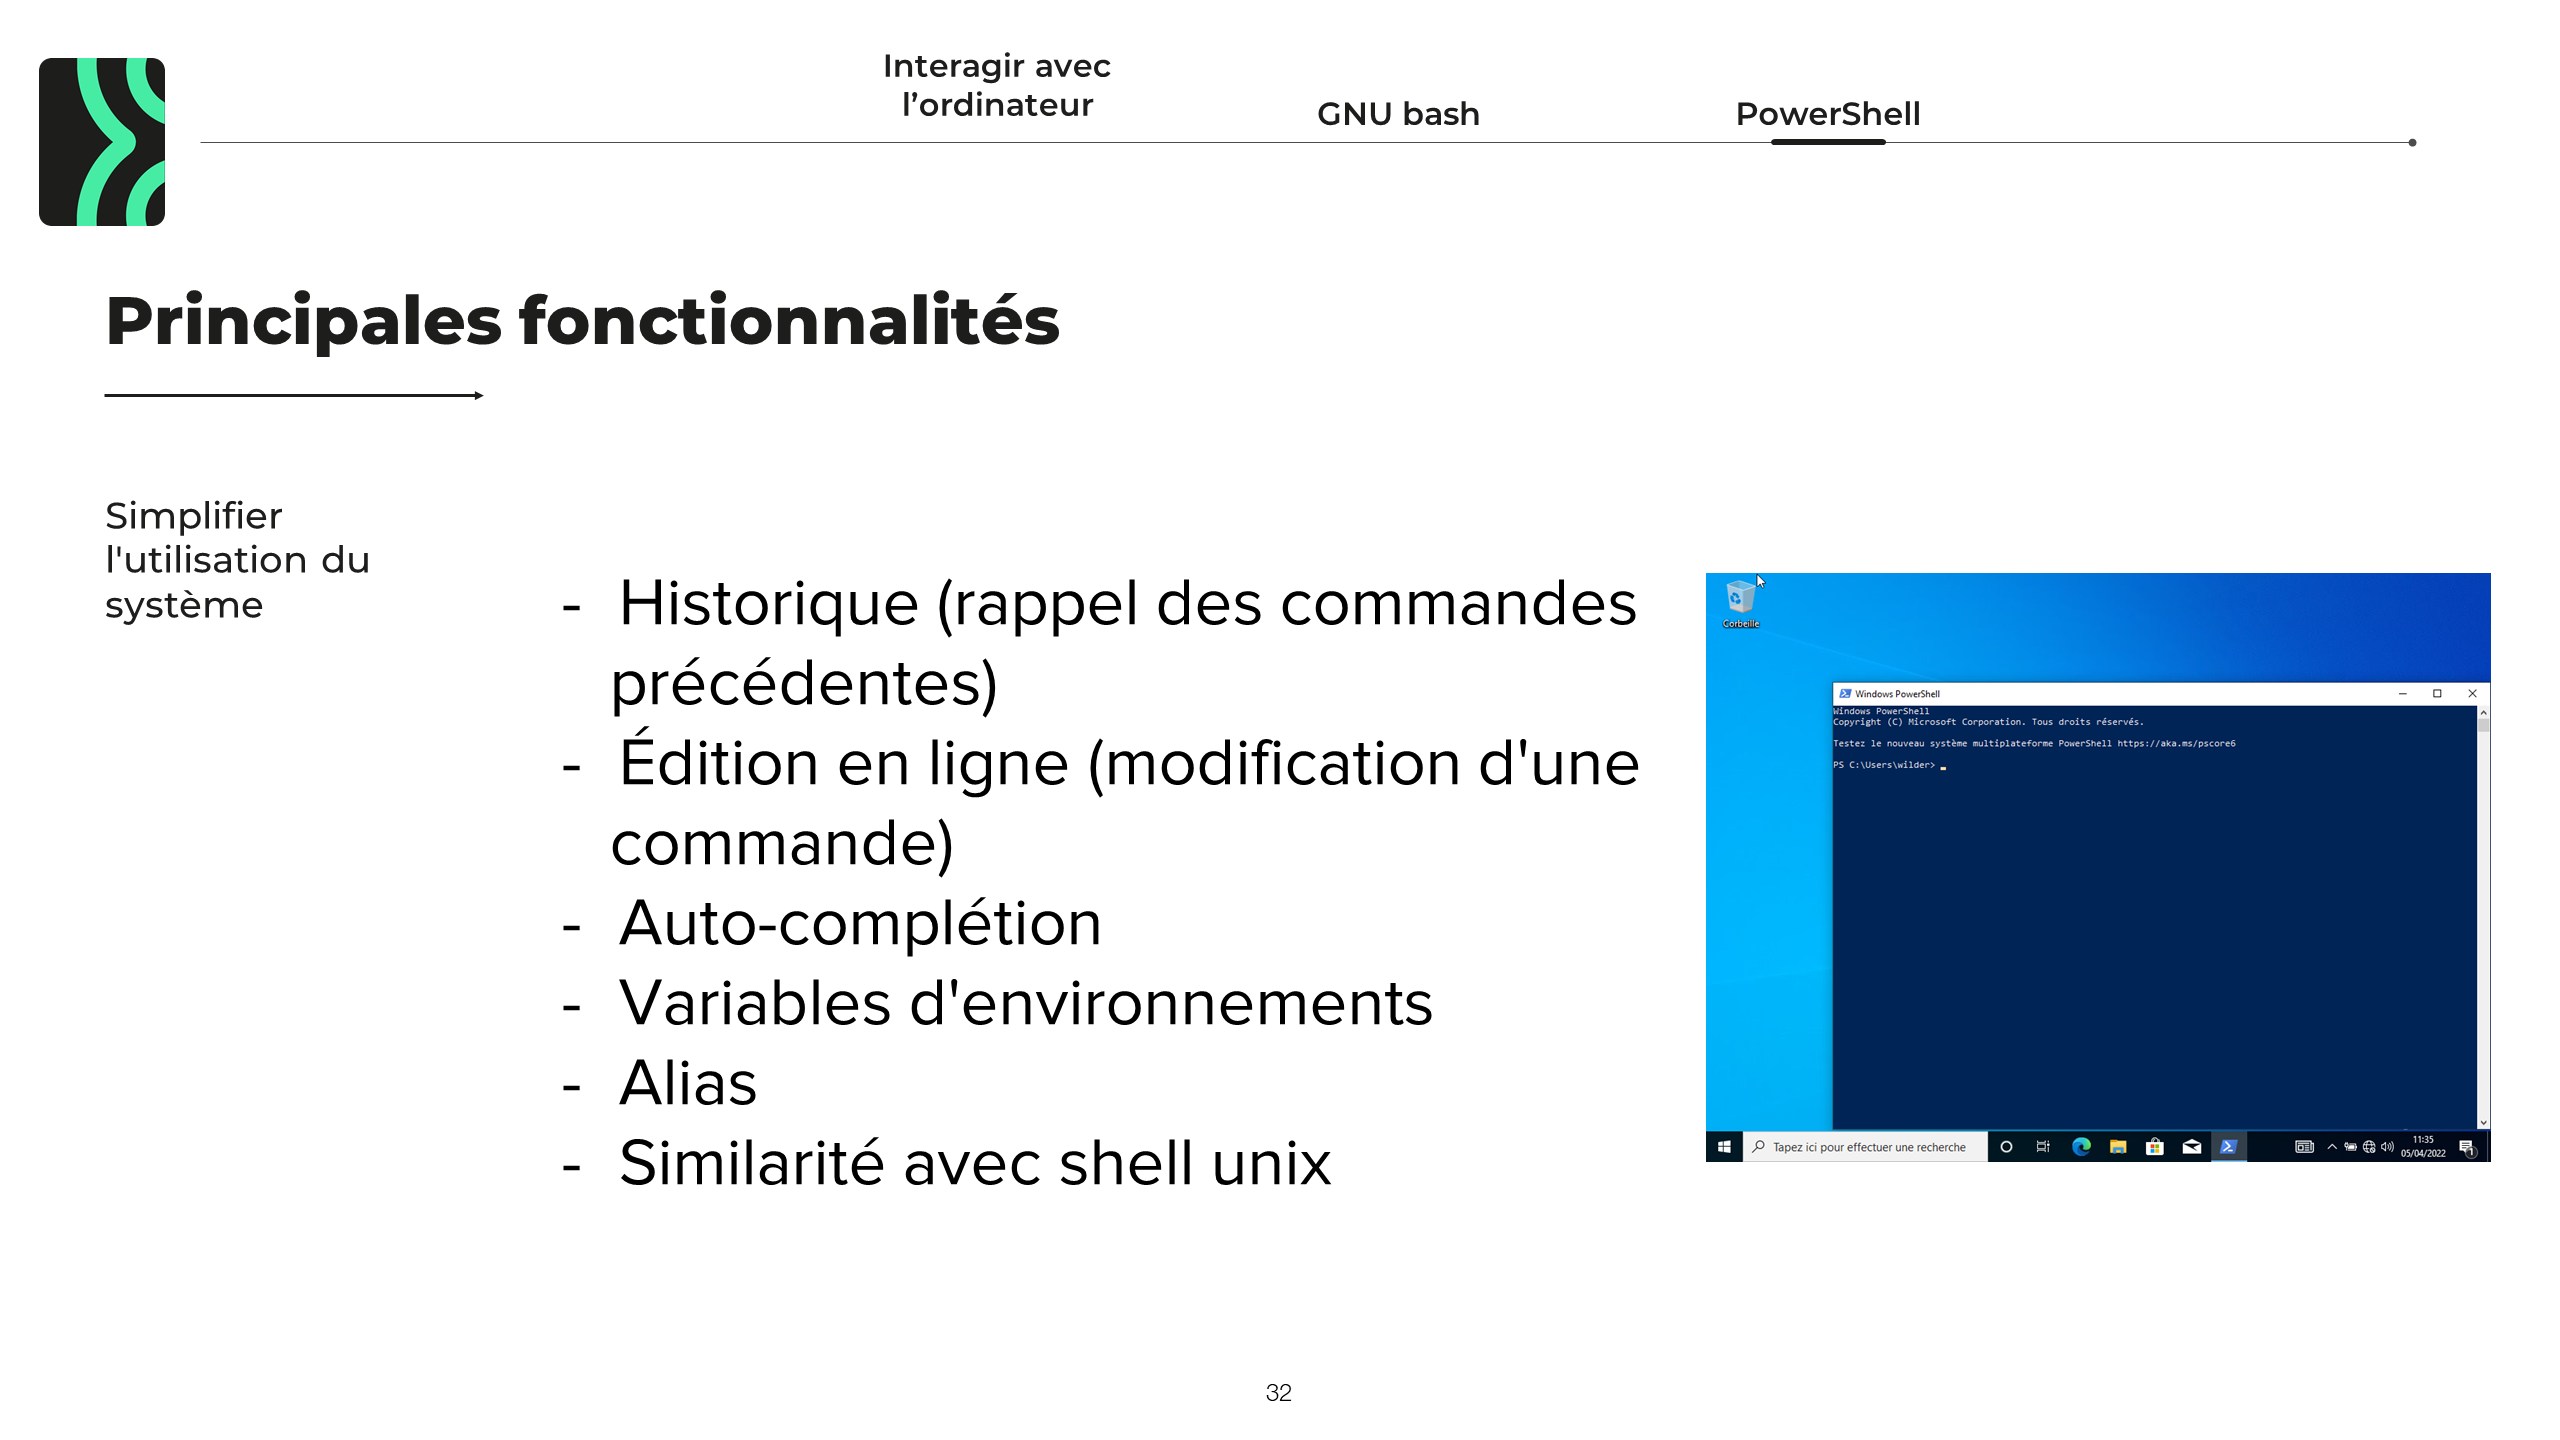 Interagir avec
l’ordinateur
GNU bash
PowerShell
Principales fonctionnalités
Simplifier
l'utilisation du
système
- Historique (rappel des commandes
précédentes)
- Édition en ligne (modification d'une
commande)
- Auto-complétion
- Variables d'environnements
- Alias
- Similarité avec shell unix
Corbeille
Windows PowerShell
Windows PowerShell
Copyright (C) Microsoft Corporation. Tous droits réservés.
Testez le nouveau système multiplateforme PowerShell https://aka.ms/pscore6
PS C:\Users\wilder> _
Tapez ici pour effectuer une recherche
11:35
05/04/2022
1
32